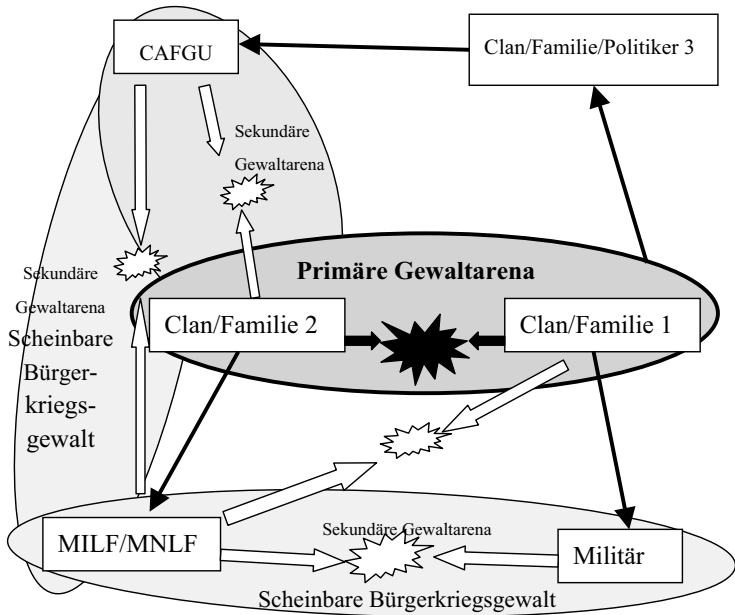 CAFGU
Clan/Familie/Politiker 3
Sekundäre
Gewaltarena
Primäre Gewaltarena
Sekundäre
Gewaltarena
Scheinbare
Bürger-
kriegs-
gewalt
Clan/Familie 2
Clan/Familie 1
MILF/MNLF
Sekundäre Gewaltarena
Militär
Scheinbare Bürgerkriegsgewalt